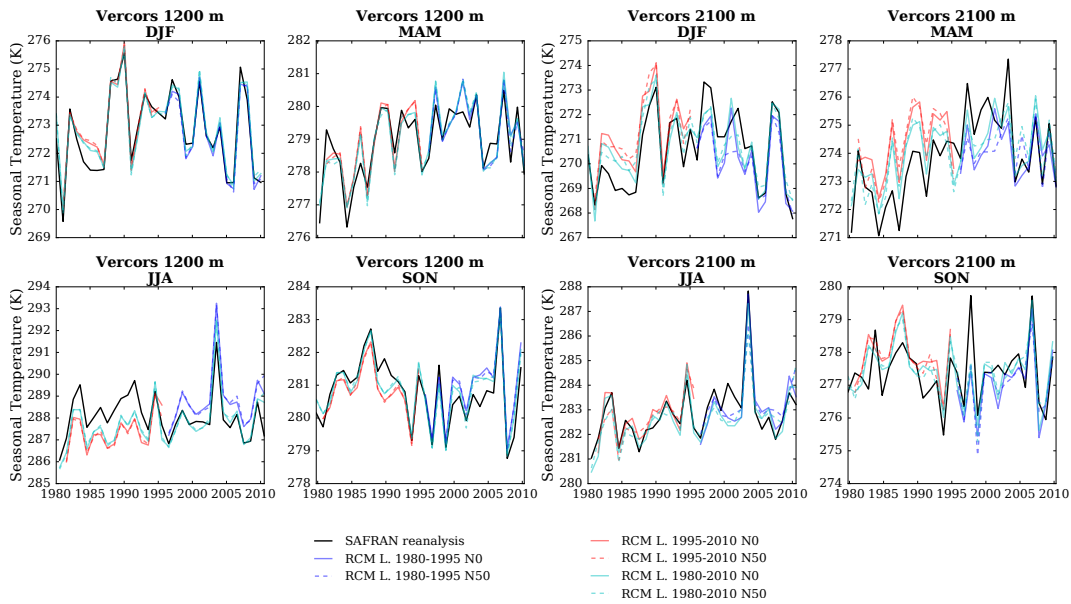 Vercors 1200 m
DJF
Vercors 1200 m
MAM
Vercors 2100 m
DJF
Vercors 2100 m
MAM
Seasonal Temperature (K)
276
275
274
273
272
271
270
269
282
281
280
279
278
277
276
275
274
273
272
271
270
269
268
267
278
277
276
275
274
273
272
271
Vercors 1200 m
JJA
Vercors 1200 m
SON
Vercors 2100 m
JJA
Vercors 2100 m
SON
Seasonal Temperature (K)
294
293
292
291
290
289
288
287
286
285
284
283
282
281
280
279
278
288
287
286
285
284
283
282
281
280
280
279
278
277
276
275
274
1980 1985 1990 1995 2000 2005 2010
1980 1985 1990 1995 2000 2005 2010
1980 1985 1990 1995 2000 2005 2010
1980 1985 1990 1995 2000 2005 2010
SAFRAN reanalysis
RCM L. 1980-1995 N0
RCM L. 1980-1995 N50
RCM L. 1995-2010 N0
RCM L. 1995-2010 N50
RCM L. 1980-2010 N0
RCM L. 1980-2010 N50